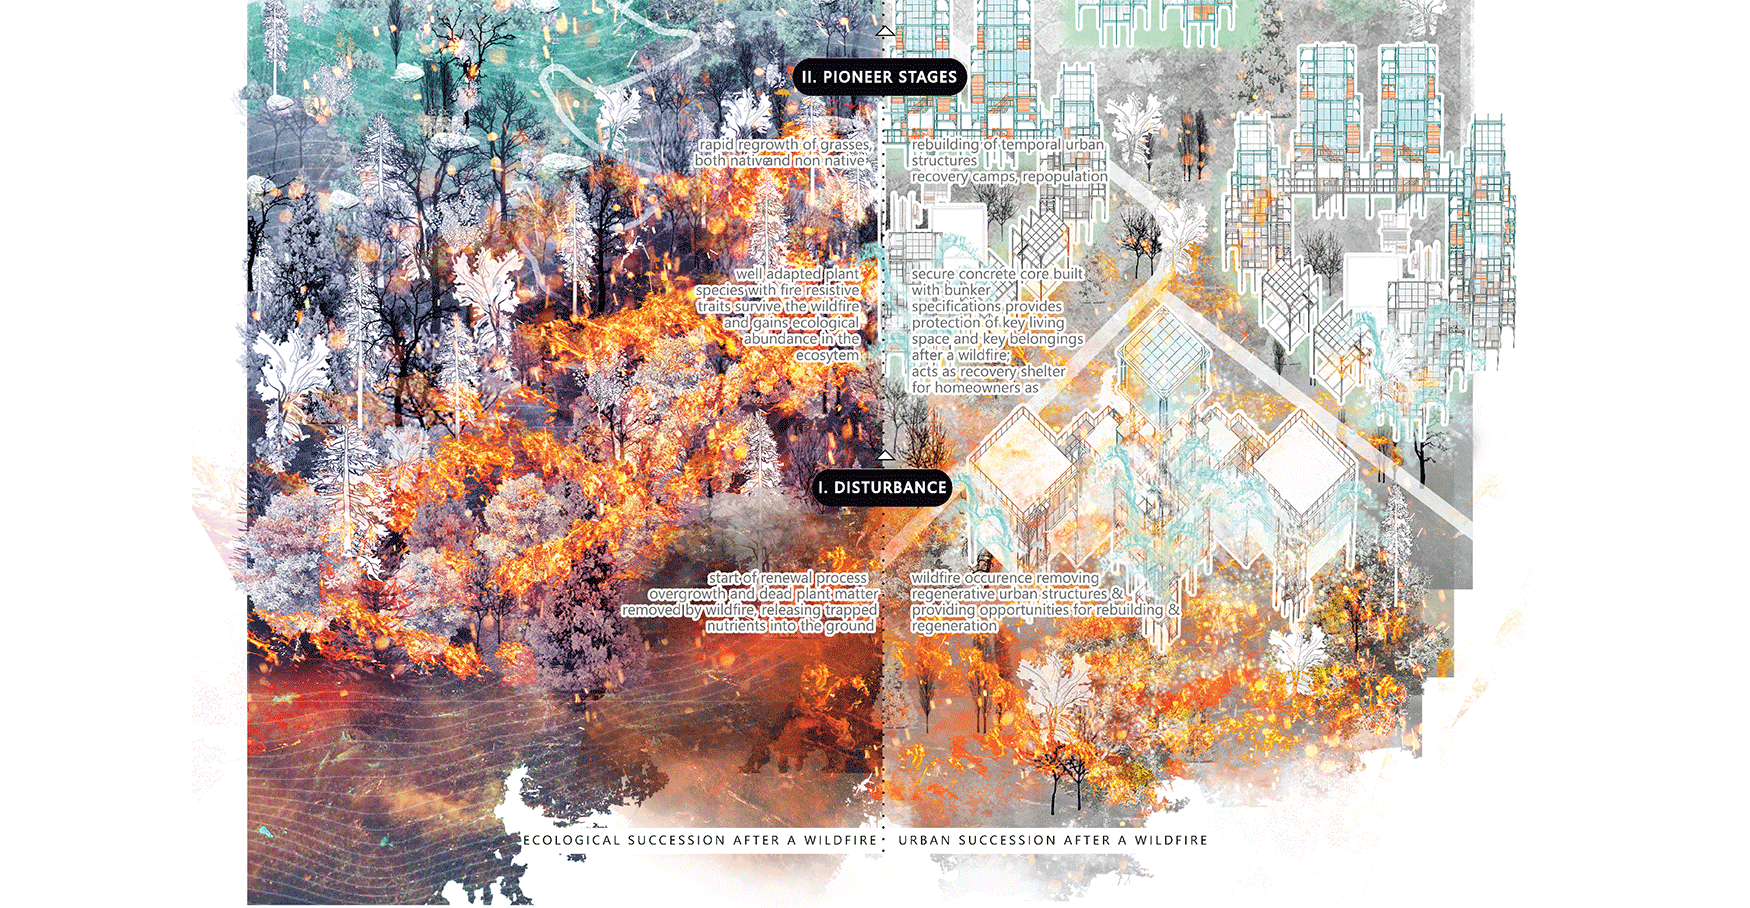 II. PIONEER STAGES
rapid regrowth of grasses,
both native and non native
rebuilding of temporal urban
structures
recovery camps, repopulation
well adapted plant
species with fire resistive
traits survive the wildfire
and gains ecological
abundance in the
ecosytem
secure concrete core built
with bunker
specifications provides
protection of key living
space and key belongings
after a wildfire;
acts as recovery shelter
for homeowners as
I. DISTURBANCE
start of renewal process
overgrowth and dead plant matter
removed by wildfire, releasing trapped
nutrients into the ground
wildfire occurence removing
regenerative urban structures &
providing opportunities for rebuilding &
regeneration
ECOLOGICAL SUCCESSION AFTER A WILDFIRE
URBAN SUCCESSION AFTER A WILDFIRE